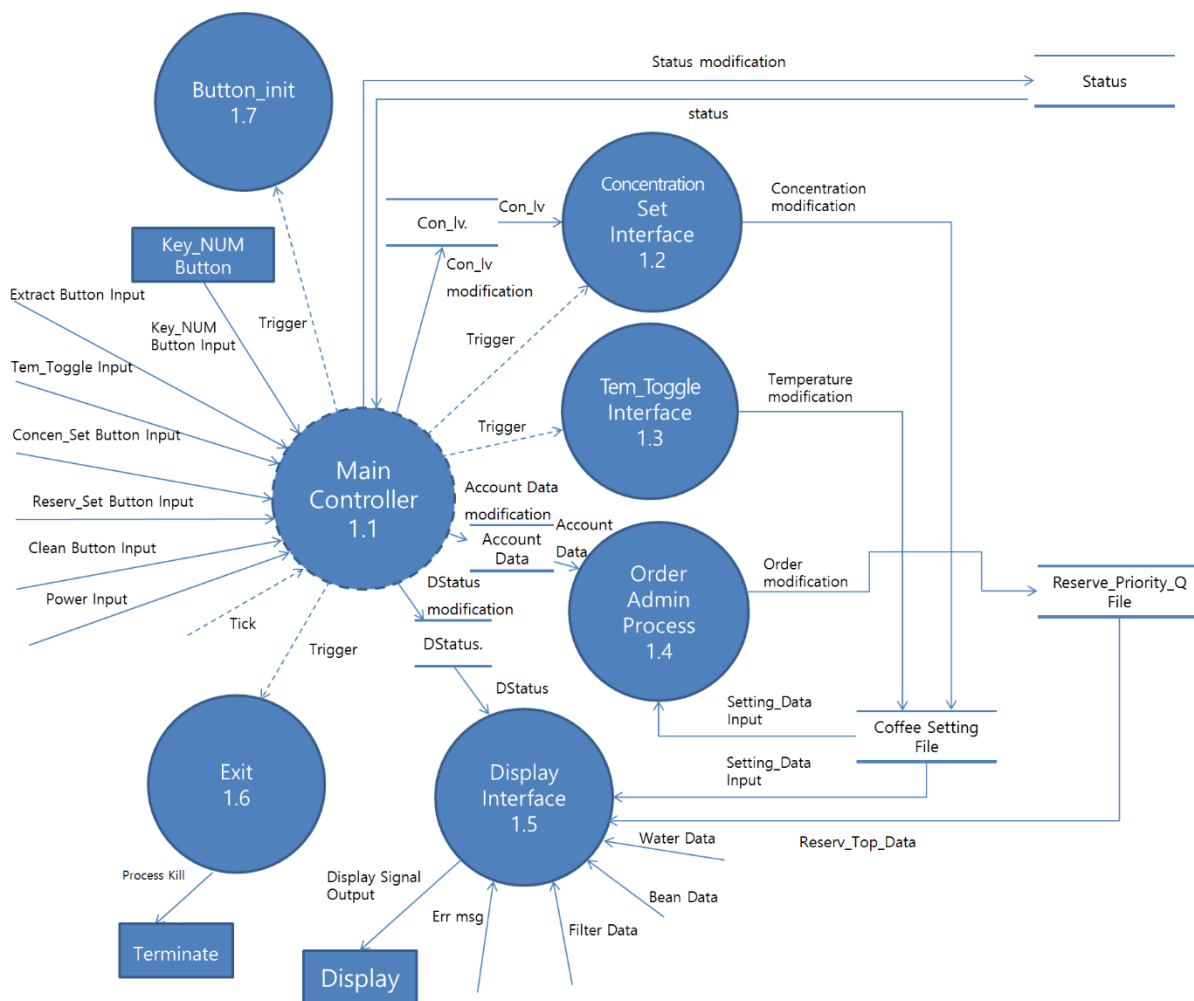 Button_init
1.7
Status modification
Status
status
Concentration
Set
Interface
1.2
Concentration
modification
Con_lv
Con_lv.
Con_lv
modification
Key_NUM
Button
Extract Button Input
Key_NUM
Button Input
Trigger
Trigger
Tem_Toggle Input
Tem_Toggle
Interface
1.3
Temperature
modification
Trigger
Concen_Set Button Input
Main
Controller
1.1
Reserv_Set Button Input
Account Data
modification
Account
Data
Account
Data
Clean Button Input
Power Input
Order
Admin
Process
1.4
Order
modification
Reserve_Priority_Q
File
DStatus
modification
Tick
Trigger
DStatus.
DStatus
Setting_Data
Input
Coffee Setting
File
Exit
1.6
Display
Interface
1.5
Setting_Data
Input
Water Data
Reserv_Top_Data
Process Kill
Display Signal
Output
Bean Data
Err msg
Filter Data
Terminate
Display